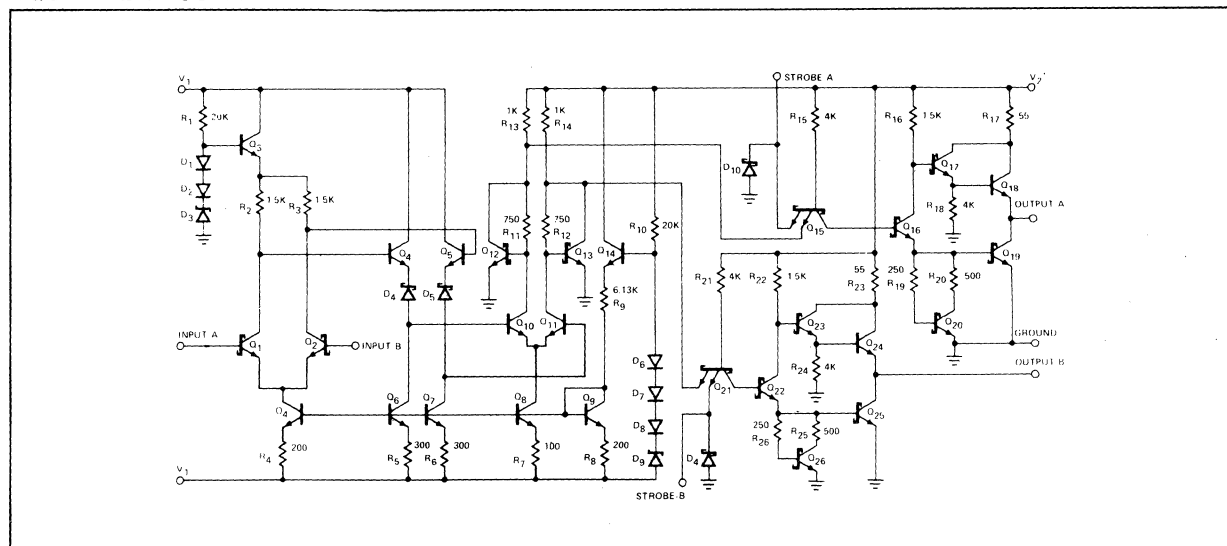 V1
R1
20K
D1
D2
D3
Q3
R2
1.5K
R3
1.5K
Q4
Q5
D4
D5
INPUT A
Q1
Q2
INPUT B
Q4
R4
200
V1
Q6
Q7
300
R5
300
R6
Q8
Q9
100
R7
200
R8
1K
R13
1K
R14
750
R11
750
R12
Q12
Q13
Q14
R10
20K
6.13K
R9
Q10
Q11
D6
D7
D8
D9
STROBE-B
STROBE A
R15
4K
D10
Q15
R16
1.5K
R17
55
V2
Q17
R18
4K
Q18
OUTPUT A
Q16
Q19
250
R19
R20
500
Q20
GROUND
OUTPUT B
R21
4K
R22
1.5K
55
R23
Q23
Q24
R24
4K
Q21
Q22
Q25
250
R26
R25
500
Q26
D4